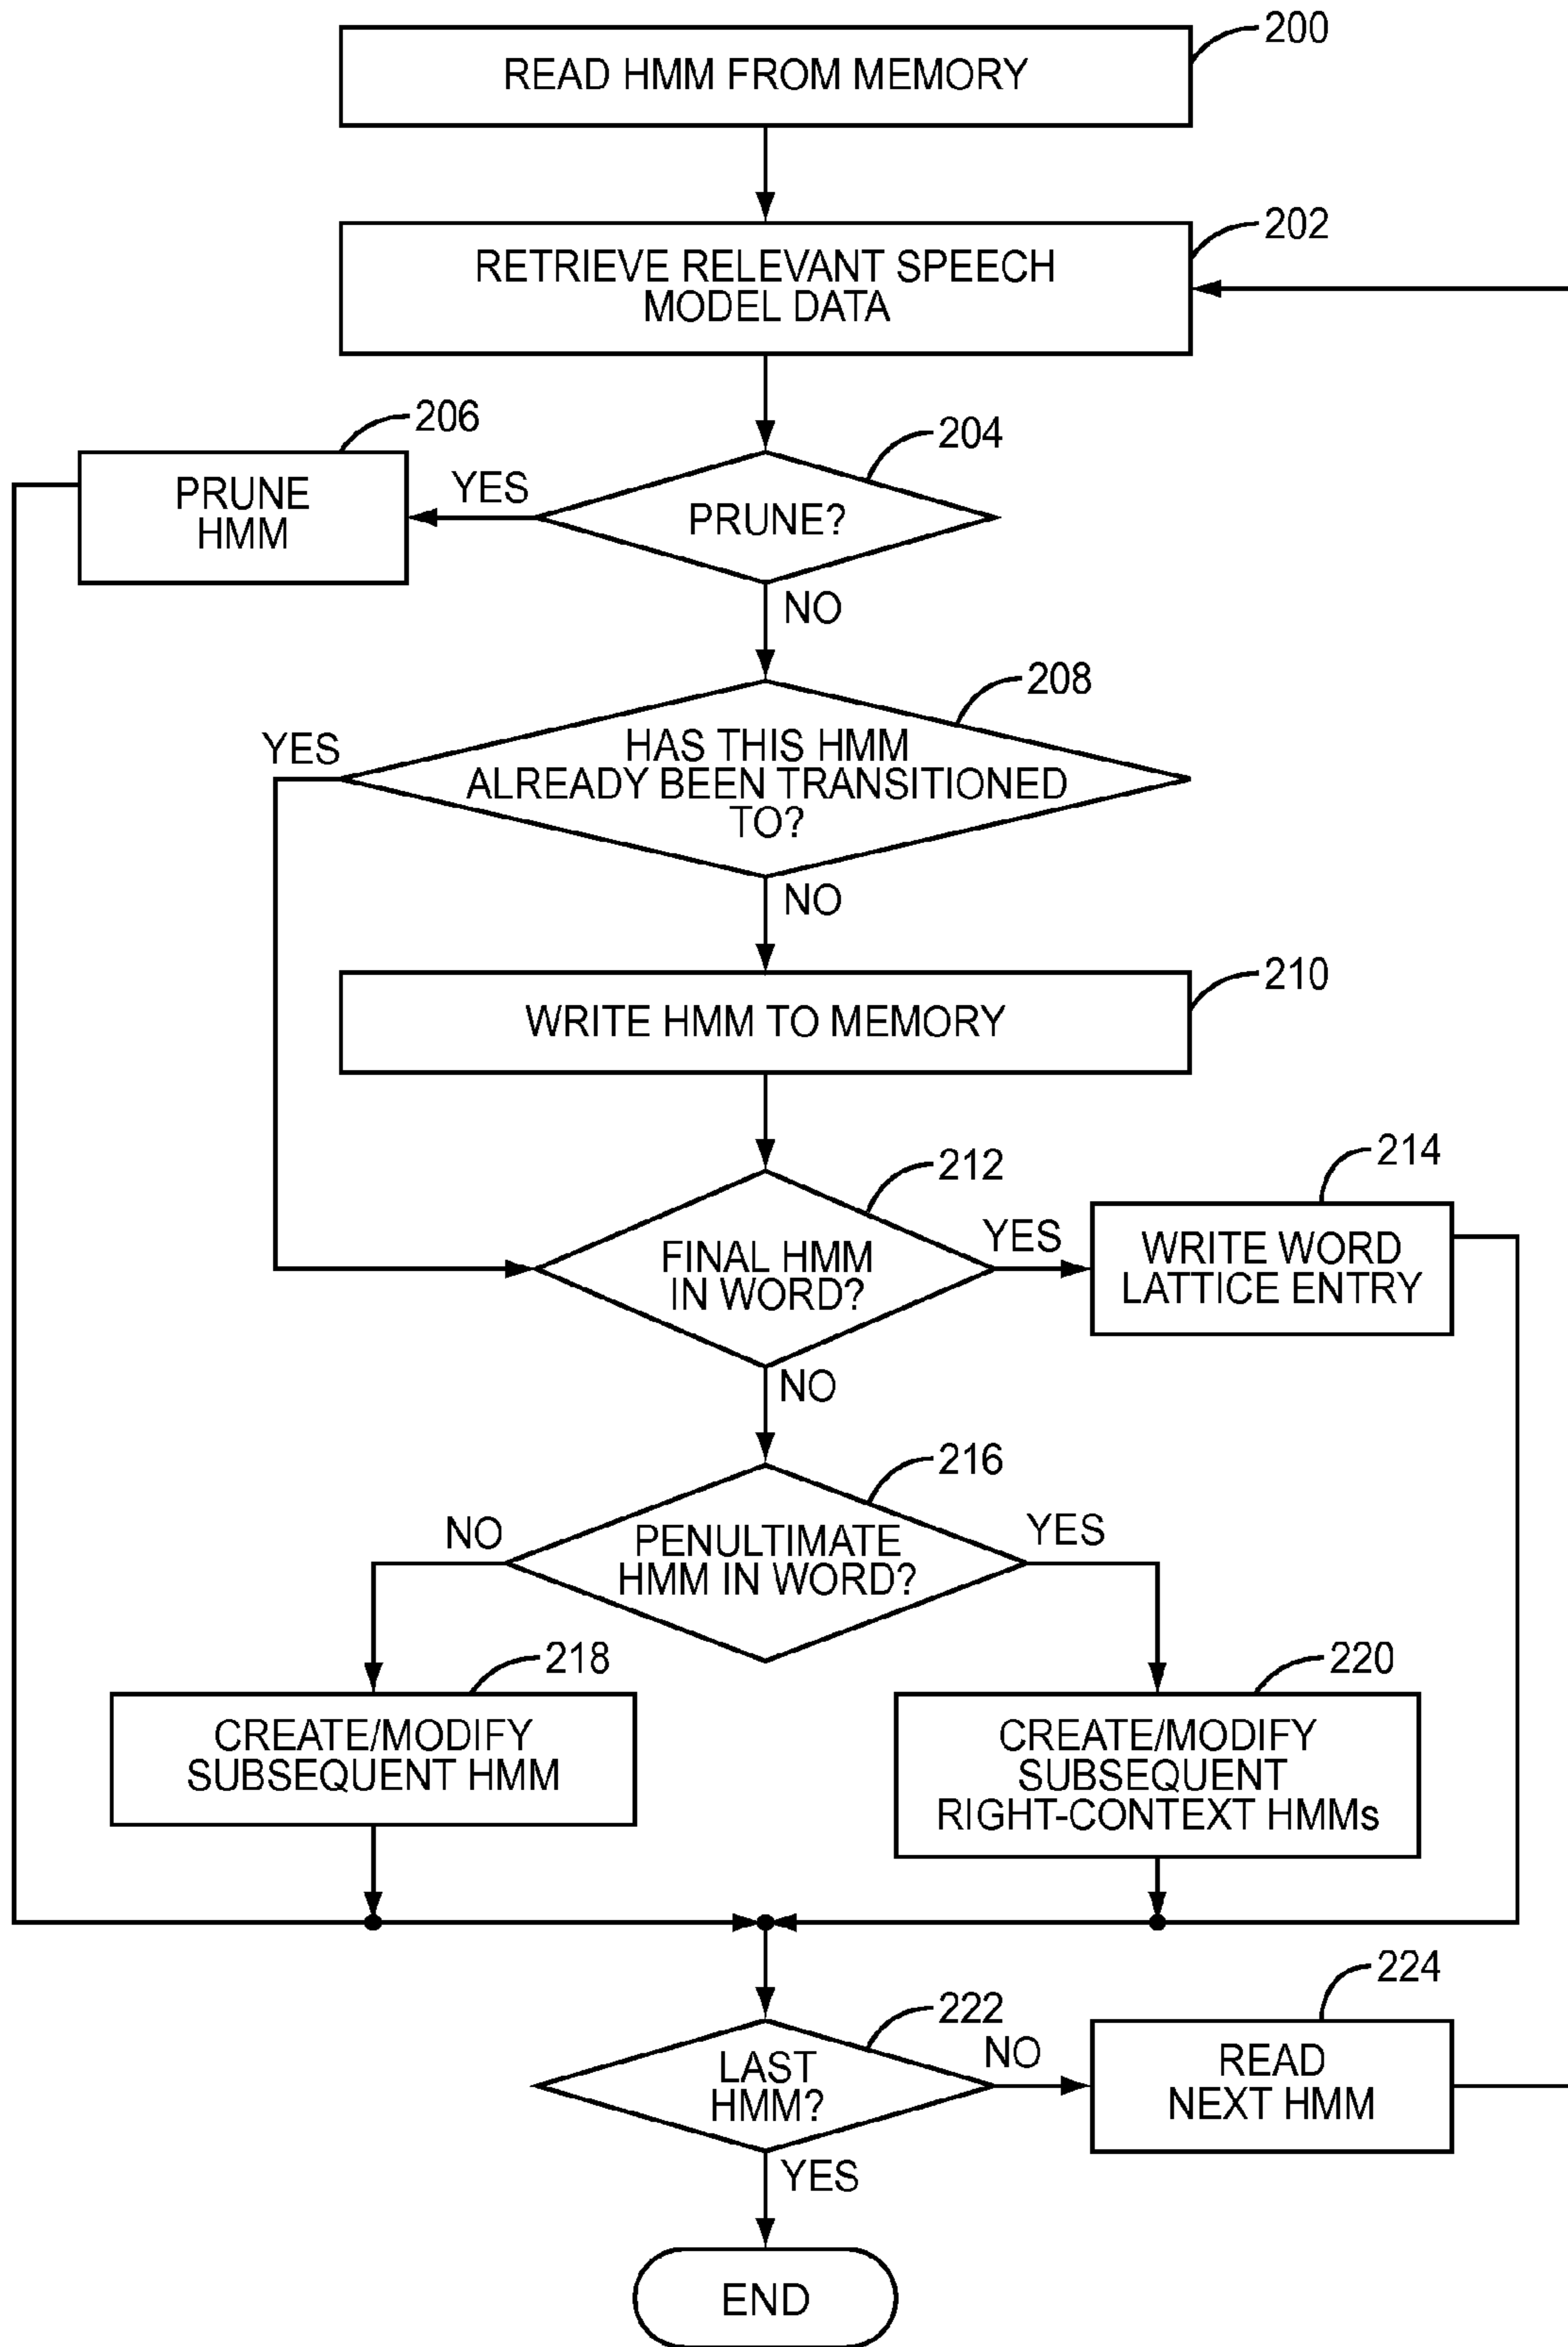 200
READ HMM FROM MEMORY
202
RETRIEVE RELEVANT SPEECH
MODEL DATA
206
204
PRUNE
HMM
YES
PRUNE?
NO
208
YES
HAS THIS HMM
ALREADY BEEN TRANSITIONED
TO?
NO
210
WRITE HMM TO MEMORY
212
214
FINAL HMM
IN WORD?
YES
WRITE WORD
LATTICE ENTRY
NO
216
NO
PENULTIMATE
HMM IN WORD?
YES
218
220
CREATE/MODIFY
SUBSEQUENT HMM
CREATE/MODIFY
SUBSEQUENT
RIGHT-CONTEXT HMMs
222
224
LAST
HMM?
NO
READ
NEXT HMM
YES
END